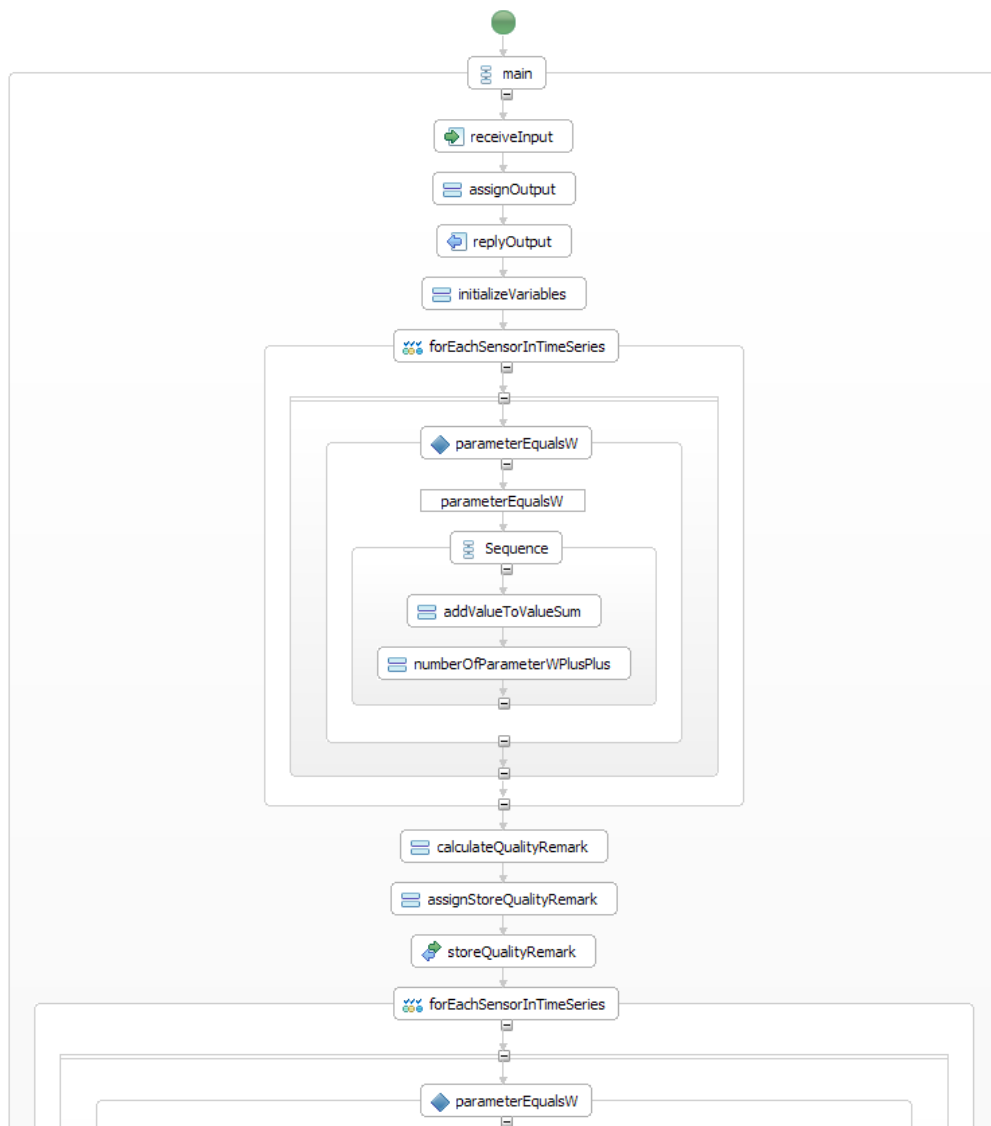 main
receiveInput
assignOutput
replyOutput
initializeVariables
forEachSensorInTimeSeries
parameterEqualsW
parameterEqualsW
Sequence
addValueToValueSum
numberOfParameterWPlusPlus
calculateQualityRemark
assignStoreQualityRemark
storeQualityRemark
forEachSensorInTimeSeries
parameterEqualsW